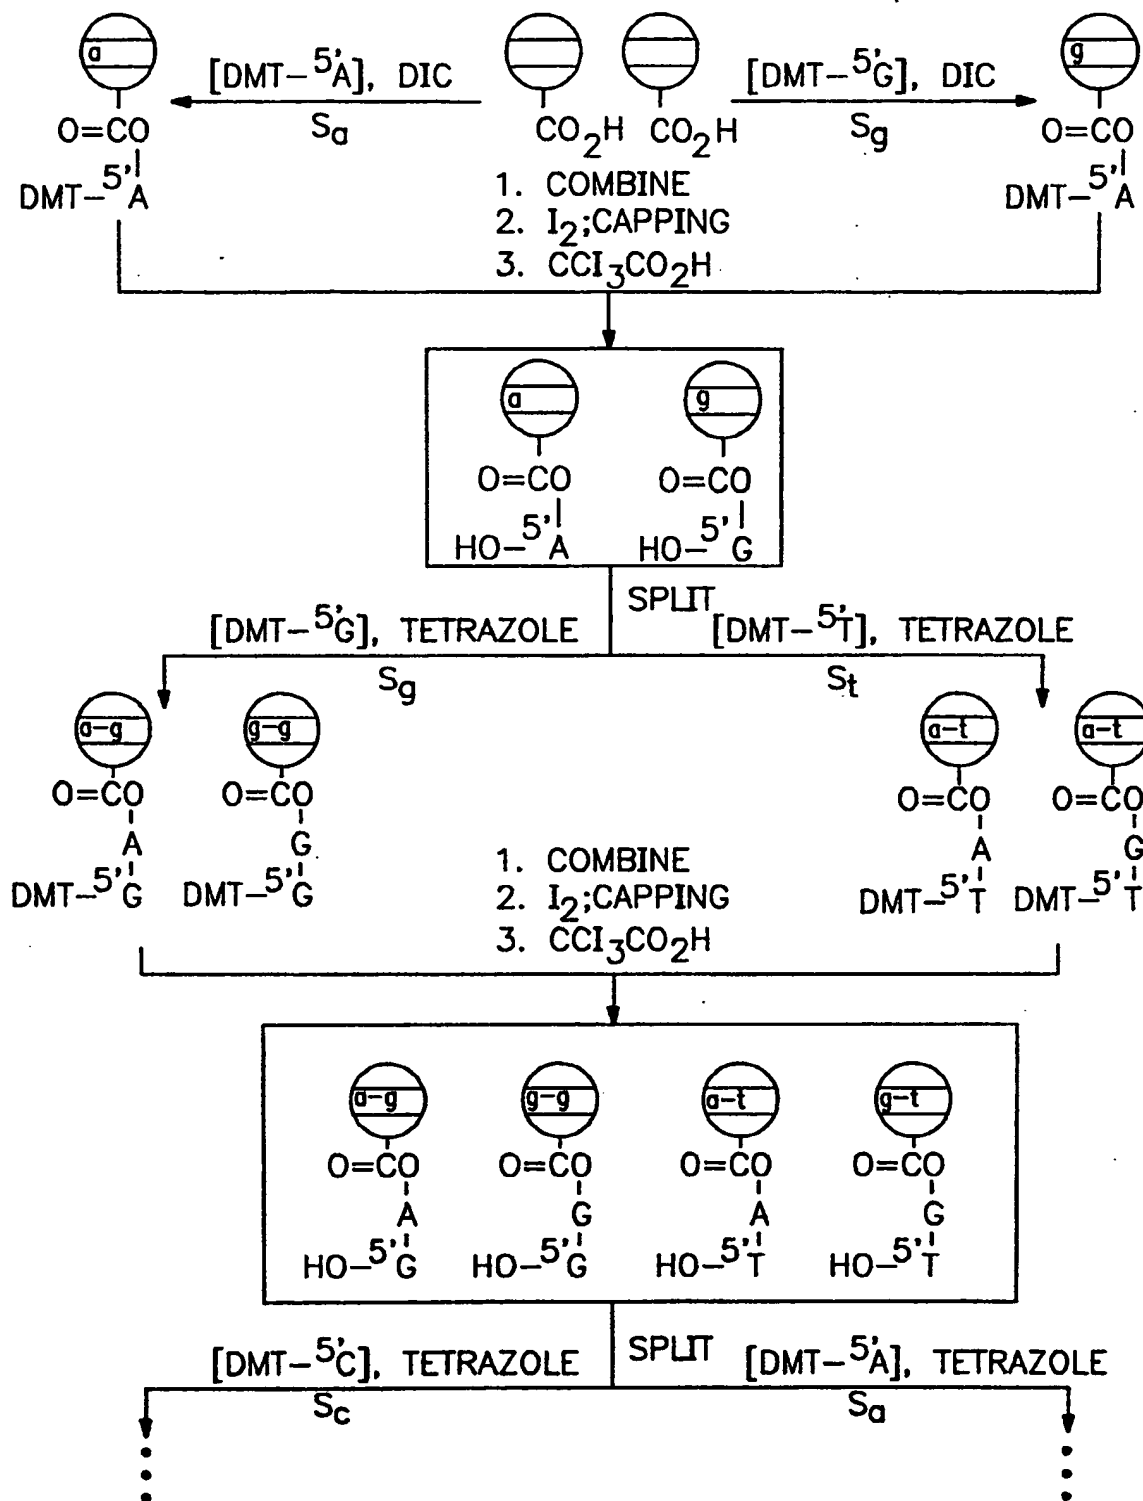 a
g
[DMT-5'A], DIC
[DMT-5'G], DIC
Sa
Sg
O=CO
CO2H
CO2H
O=CO
DMT-5'A
DMT-5'A
1. COMBINE
2. I2;CAPPING
3. CCI3CO2H
a
g
O=CO
O=CO
HO-5'A
HO-5'G
SPLIT
[DMT-5'G], TETRAZOLE
[DMT-5'T], TETRAZOLE
Sg
St
a-g
g-g
a-t
a-t
O=CO
O=CO
O=CO
O=CO
A
G
A
G
DMT-5'G
DMT-5'G
DMT-5'T
DMT-5'T
1. COMBINE
2. I2;CAPPING
3. CCI3CO2H
a-g
g-g
a-t
g-t
O=CO
O=CO
O=CO
O=CO
A
G
A
G
HO-5'G
HO-5'G
HO-5'T
HO-5'T
SPLIT
[DMT-5'C], TETRAZOLE
[DMT-5'A], TETRAZOLE
Sc
Sa